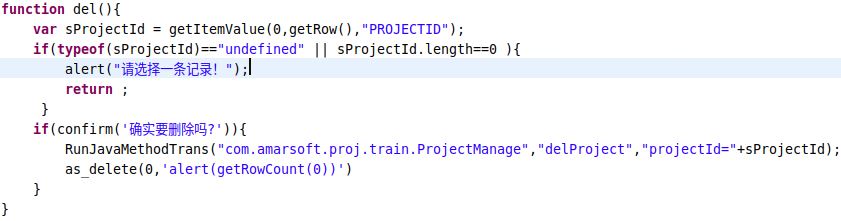 function del(){
    var sProjectId = getItemValue(0,getRow(),"PROJECTID");
    if(typeof(sProjectId)=="undefined" || sProjectId.length==0 ){
        alert("请选择一条记录！");
        return ;
     }
    if(confirm('确实要删除吗?')){
        RunJavaMethodTrans("com.amarsoft.proj.train.ProjectManage","delProject","projectId="+sProjectId);
        as_delete(0,'alert(getRowCount(0))')
    }
}